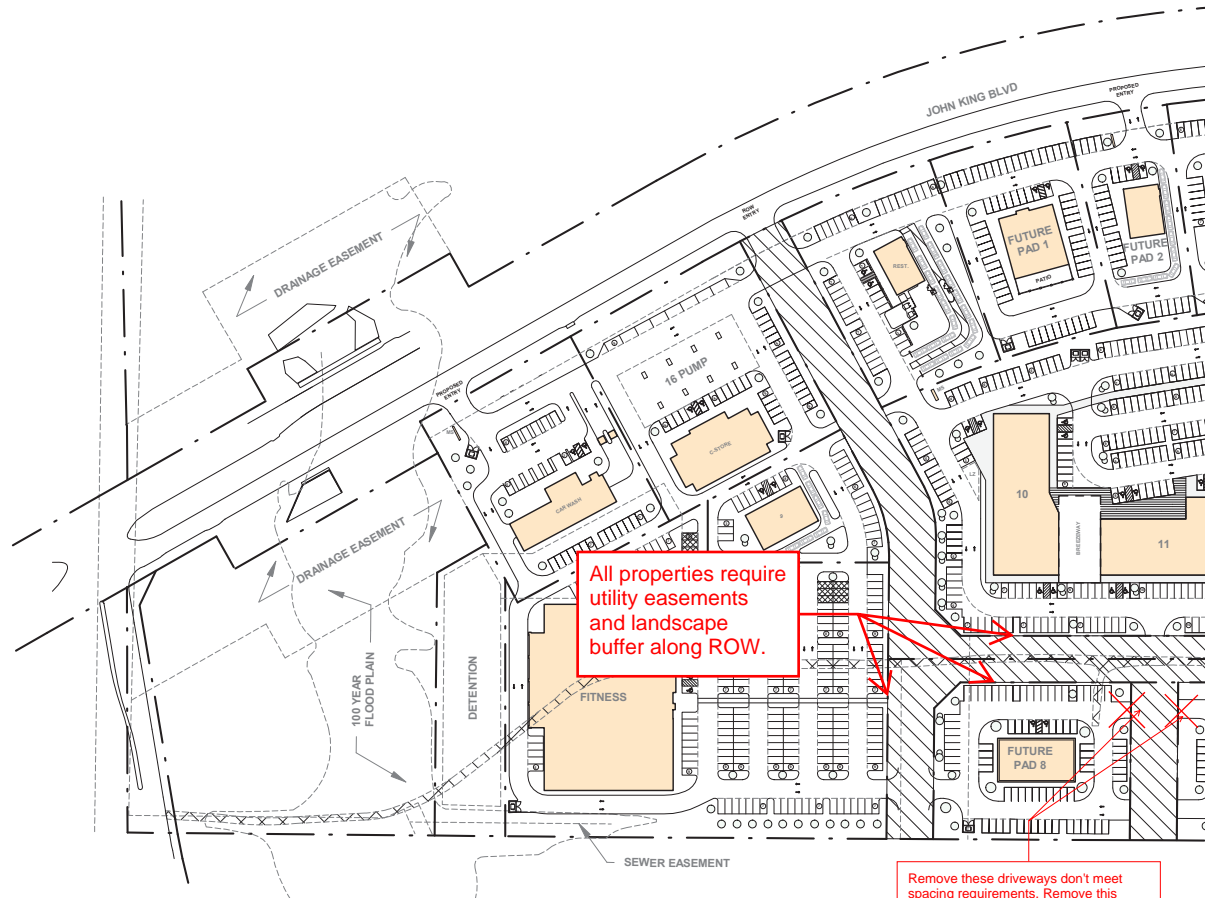 JOHN KING BLVD
PROPOSED
ENTRY
ROW
ENTRY
DRAINAGE EASEMENT
FUTURE
PAD 1
PATIO
FUTURE
PAD 2
REST.
16 PUMP
C-STORE
PROPOSED
ENTRY
CAR WASH
9
LZ
10
BREEZWAY
11
DRAINAGE EASEMENT
All properties require
utility easements
and landscape
buffer along ROW.
100 YEAR
FLOOD PLAIN
DETENTION
FITNESS
FUTURE
PAD 8
SEWER EASEMENT
Remove these driveways don't meet
spacing requirements. Remove this